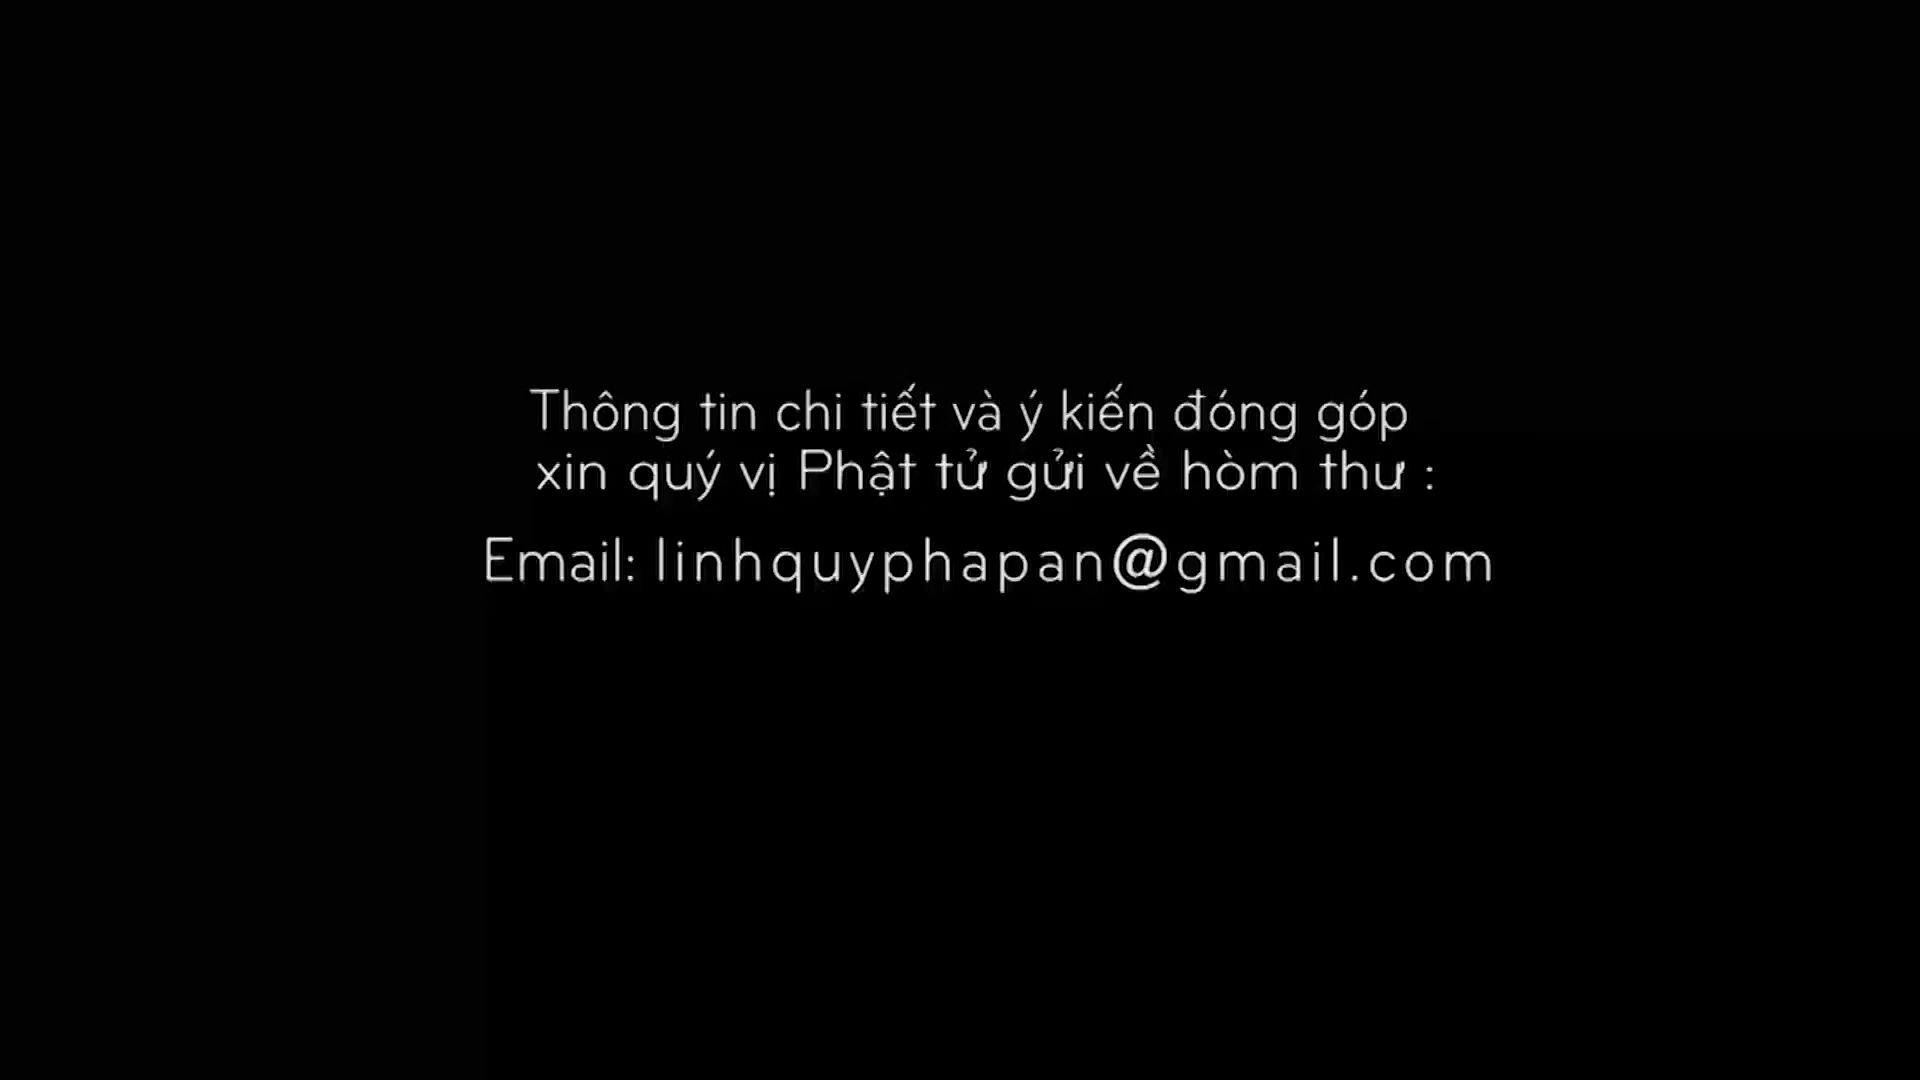 Thông tin chi tiết và ý kiến đóng góp
xin quý vị Phật tử gửi về hòm thư :
Email: linhquyphapan@gmail.com